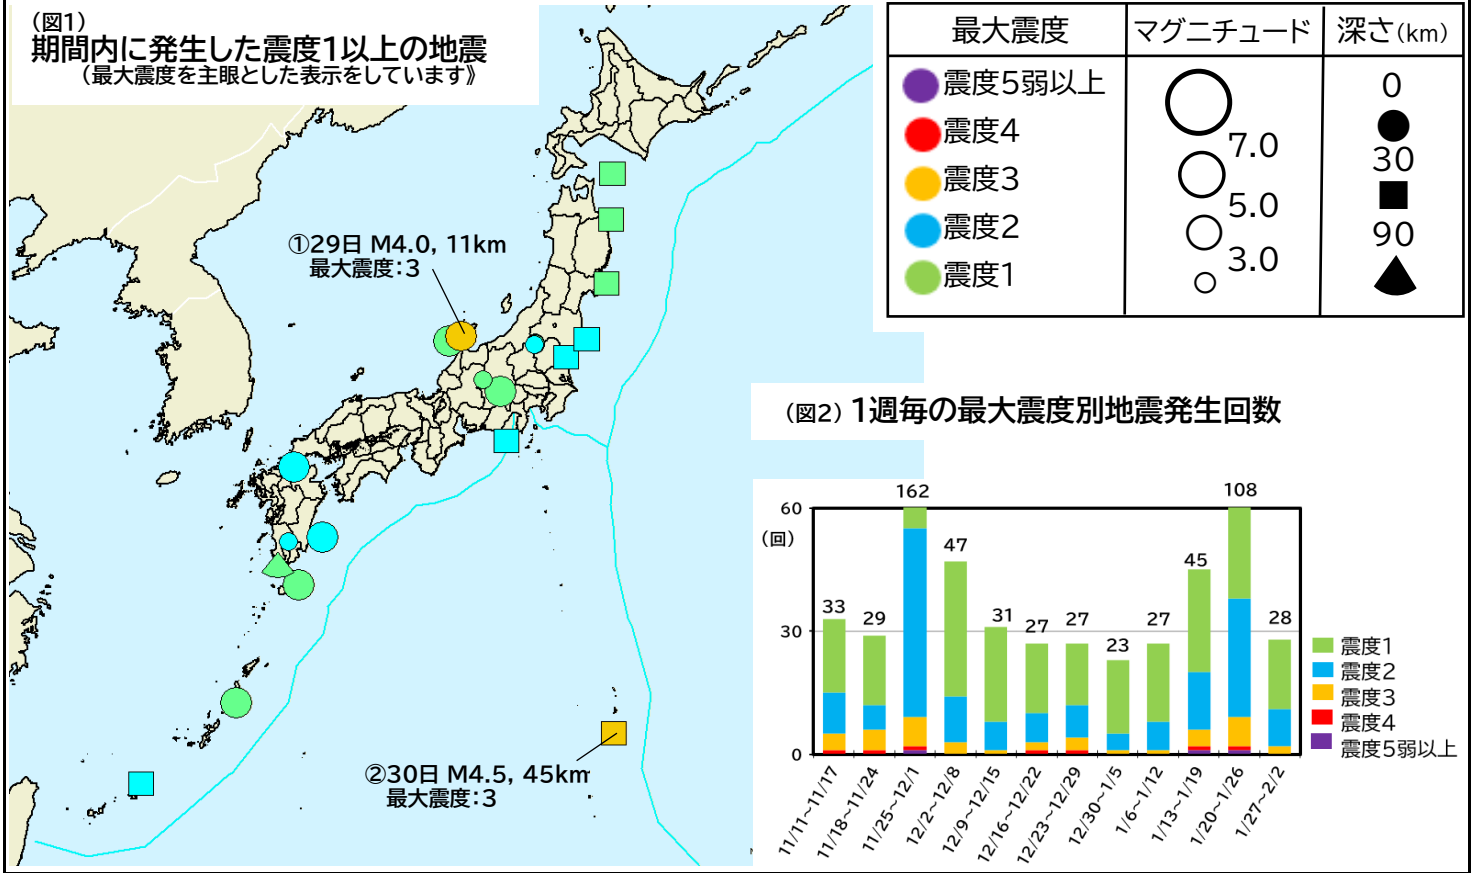 (図1)
期間内に発生した震度1以上の地震
(最大震度を主眼とした表示をしています》
①29日 M4.0, 11km
最大震度：3
②30日 M4.5, 45km
最大震度：3
最大震度 マグニチュード 深さ(km)
震度5弱以上
震度4
震度3
震度2
震度1
7.0
5.0
3.0
0
30
90
(図2) 1週毎の最大震度別地震発生回数
60
(回)
30
0
33
29
162
47
31
27
27
23
27
45
108
28
11/11~11/17
11/18~11/24
11/25~12/1
12/2~12/8
12/9~12/15
12/16~12/22
12/23~12/29
12/30~1/5
1/6~1/12
1/13~1/19
1/20~1/26
1/27~2/2
震度1
震度2
震度3
震度4
震度5弱以上